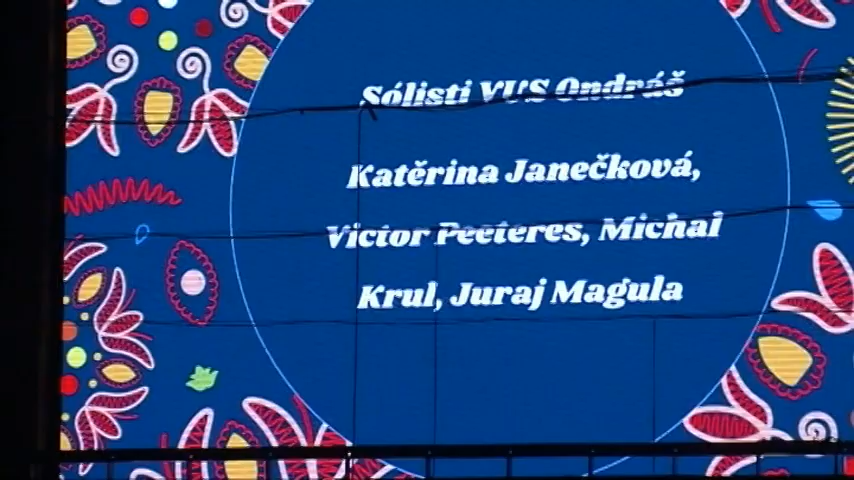 Sólisti VUS Ondráš
Kateřina Janečková,
Victor Peeteres, Michal
Krul, Juraj Magula